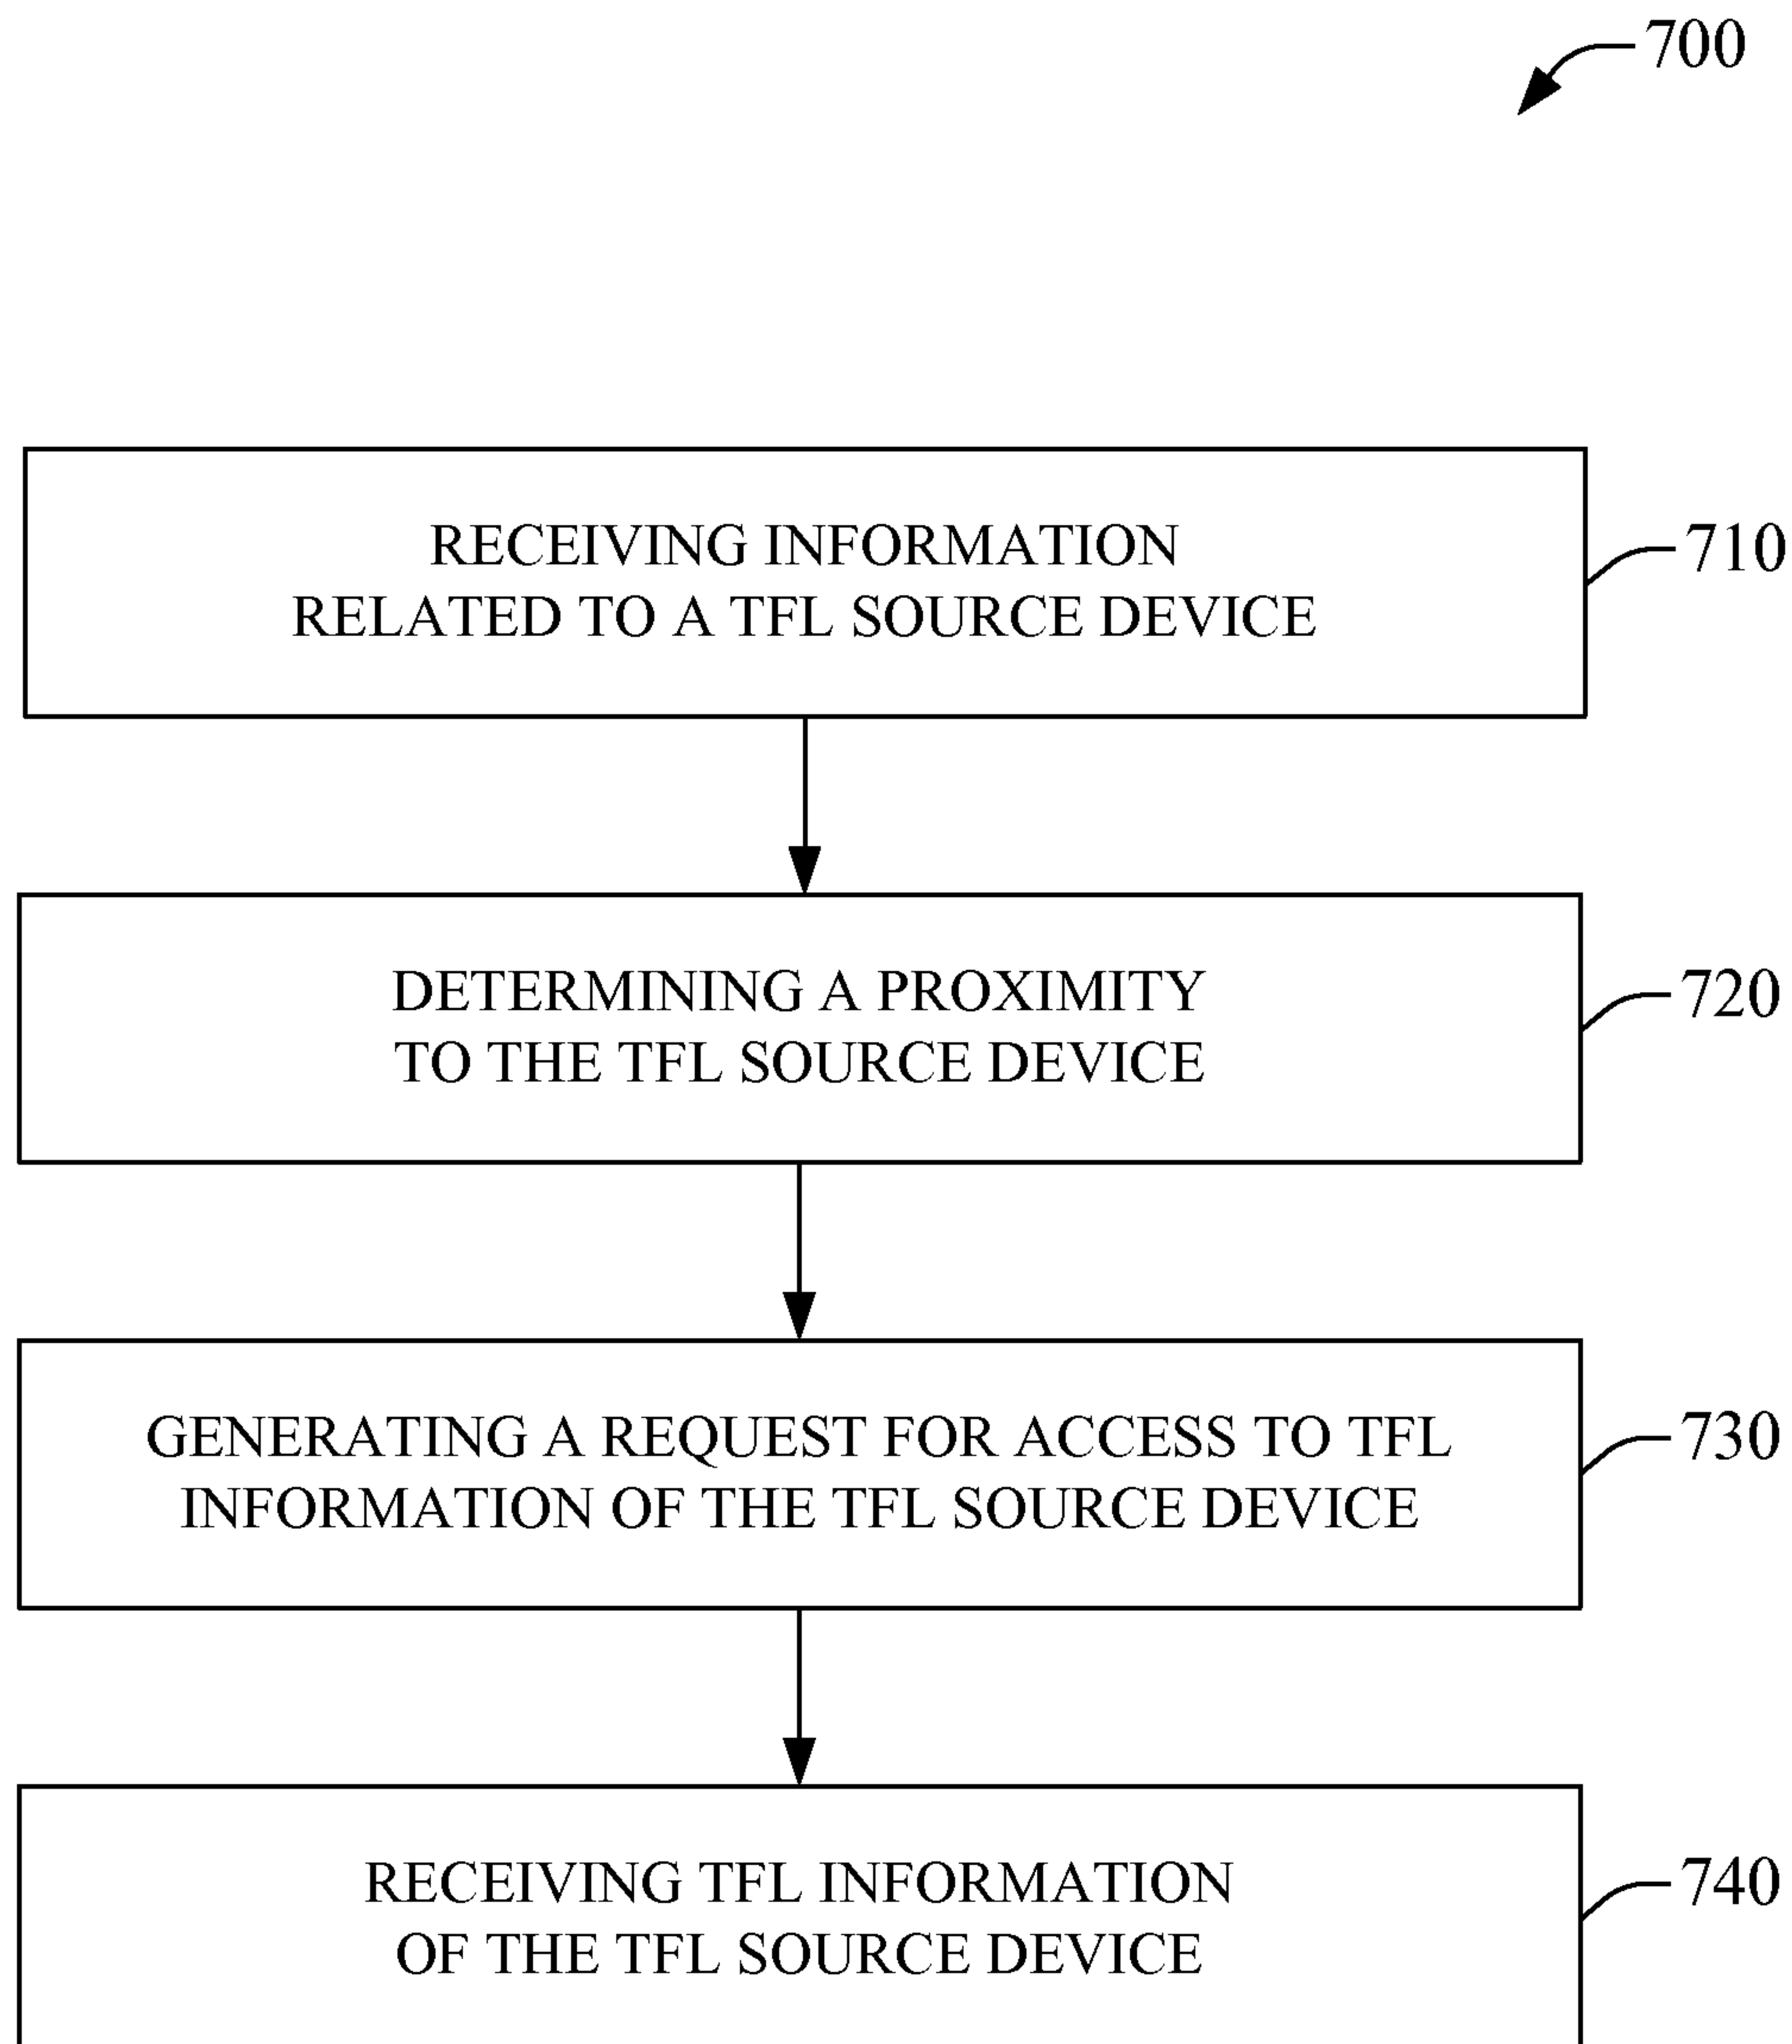 700
RECEIVING INFORMATION
RELATED TO A TFL SOURCE DEVICE
710
DETERMINING A PROXIMITY
TO THE TFL SOURCE DEVICE
720
GENERATING A REQUEST FOR ACCESS TO TFL
INFORMATION OF THE TFL SOURCE DEVICE
730
RECEIVING TFL INFORMATION
OF THE TFL SOURCE DEVICE
740